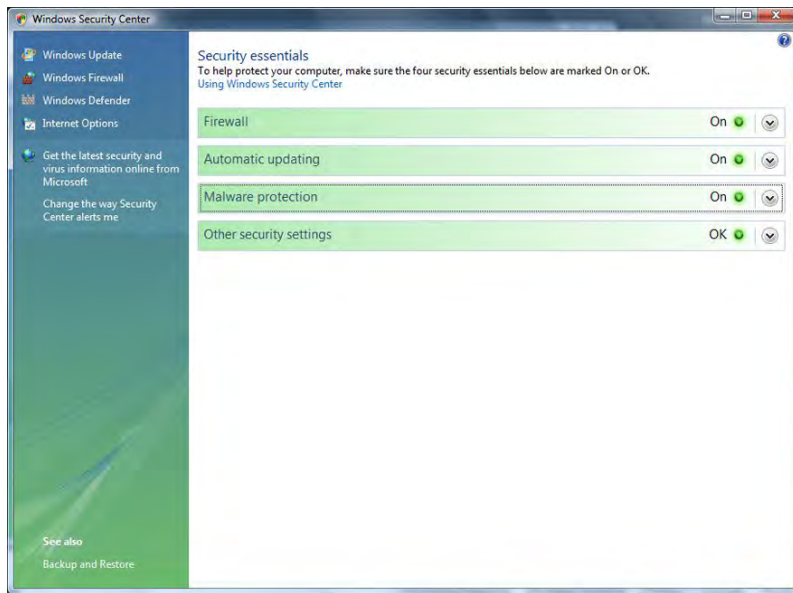 Windows Security Center
Windows Update
Windows Firewall
Windows Defender
Internet Options
Get the latest security and
virus information online from
Microsoft
Change the way Security
Center alerts me
See also
Backup and Restore
Security essentials
To help protect your computer, make sure the four security essentials below are marked On or OK.
Using Windows Security Center
Firewall On
Automatic updating On
Malware protection On
Other security settings OK